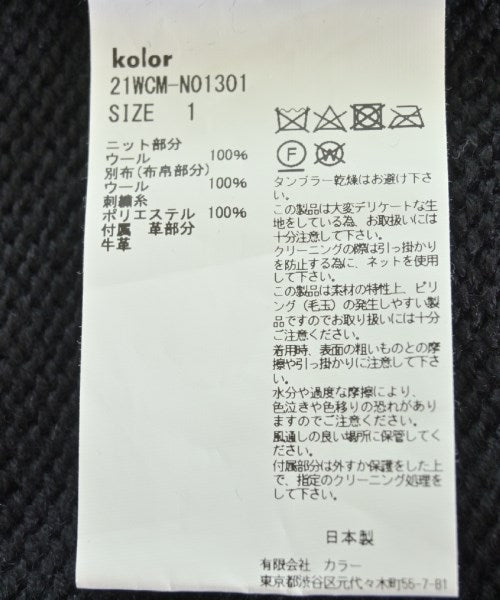 kolor
21WCM-N01301
SIZE 1
ニット部分
ウール 100%
別布(布帛部分)
ウール 100%
刺繍糸
ポリエステル 100%
付属 革部分
牛革
F
W
タンブラー乾燥はお避け下さ
い。
この製品は大変デリケートな生
地をしている為、お取扱いには
十分注意して下さい。
クリーニングの際は引っ掛かり
を防止する為に、ネットを使用
して下さい。
この製品は素材の特性上、ピリ
ング(毛玉)の発生しやすい製
品ですのでお取り扱いには十分
ご注意ください。
着用時、表面の粗いものとの摩
擦や引っ掛かりに注意して下さ
い。
水分や過度な摩擦により、
色泣きや色移りの恐れがあり
ますのでご注意ください。
風通しの良い場所に保管してく
ださい。
付属部分は外すか保護をした上
で、指定のクリーニング処理を
して下さい。
日本製
有限会社 カラー
東京都渋谷区元代々木町55-7-B1